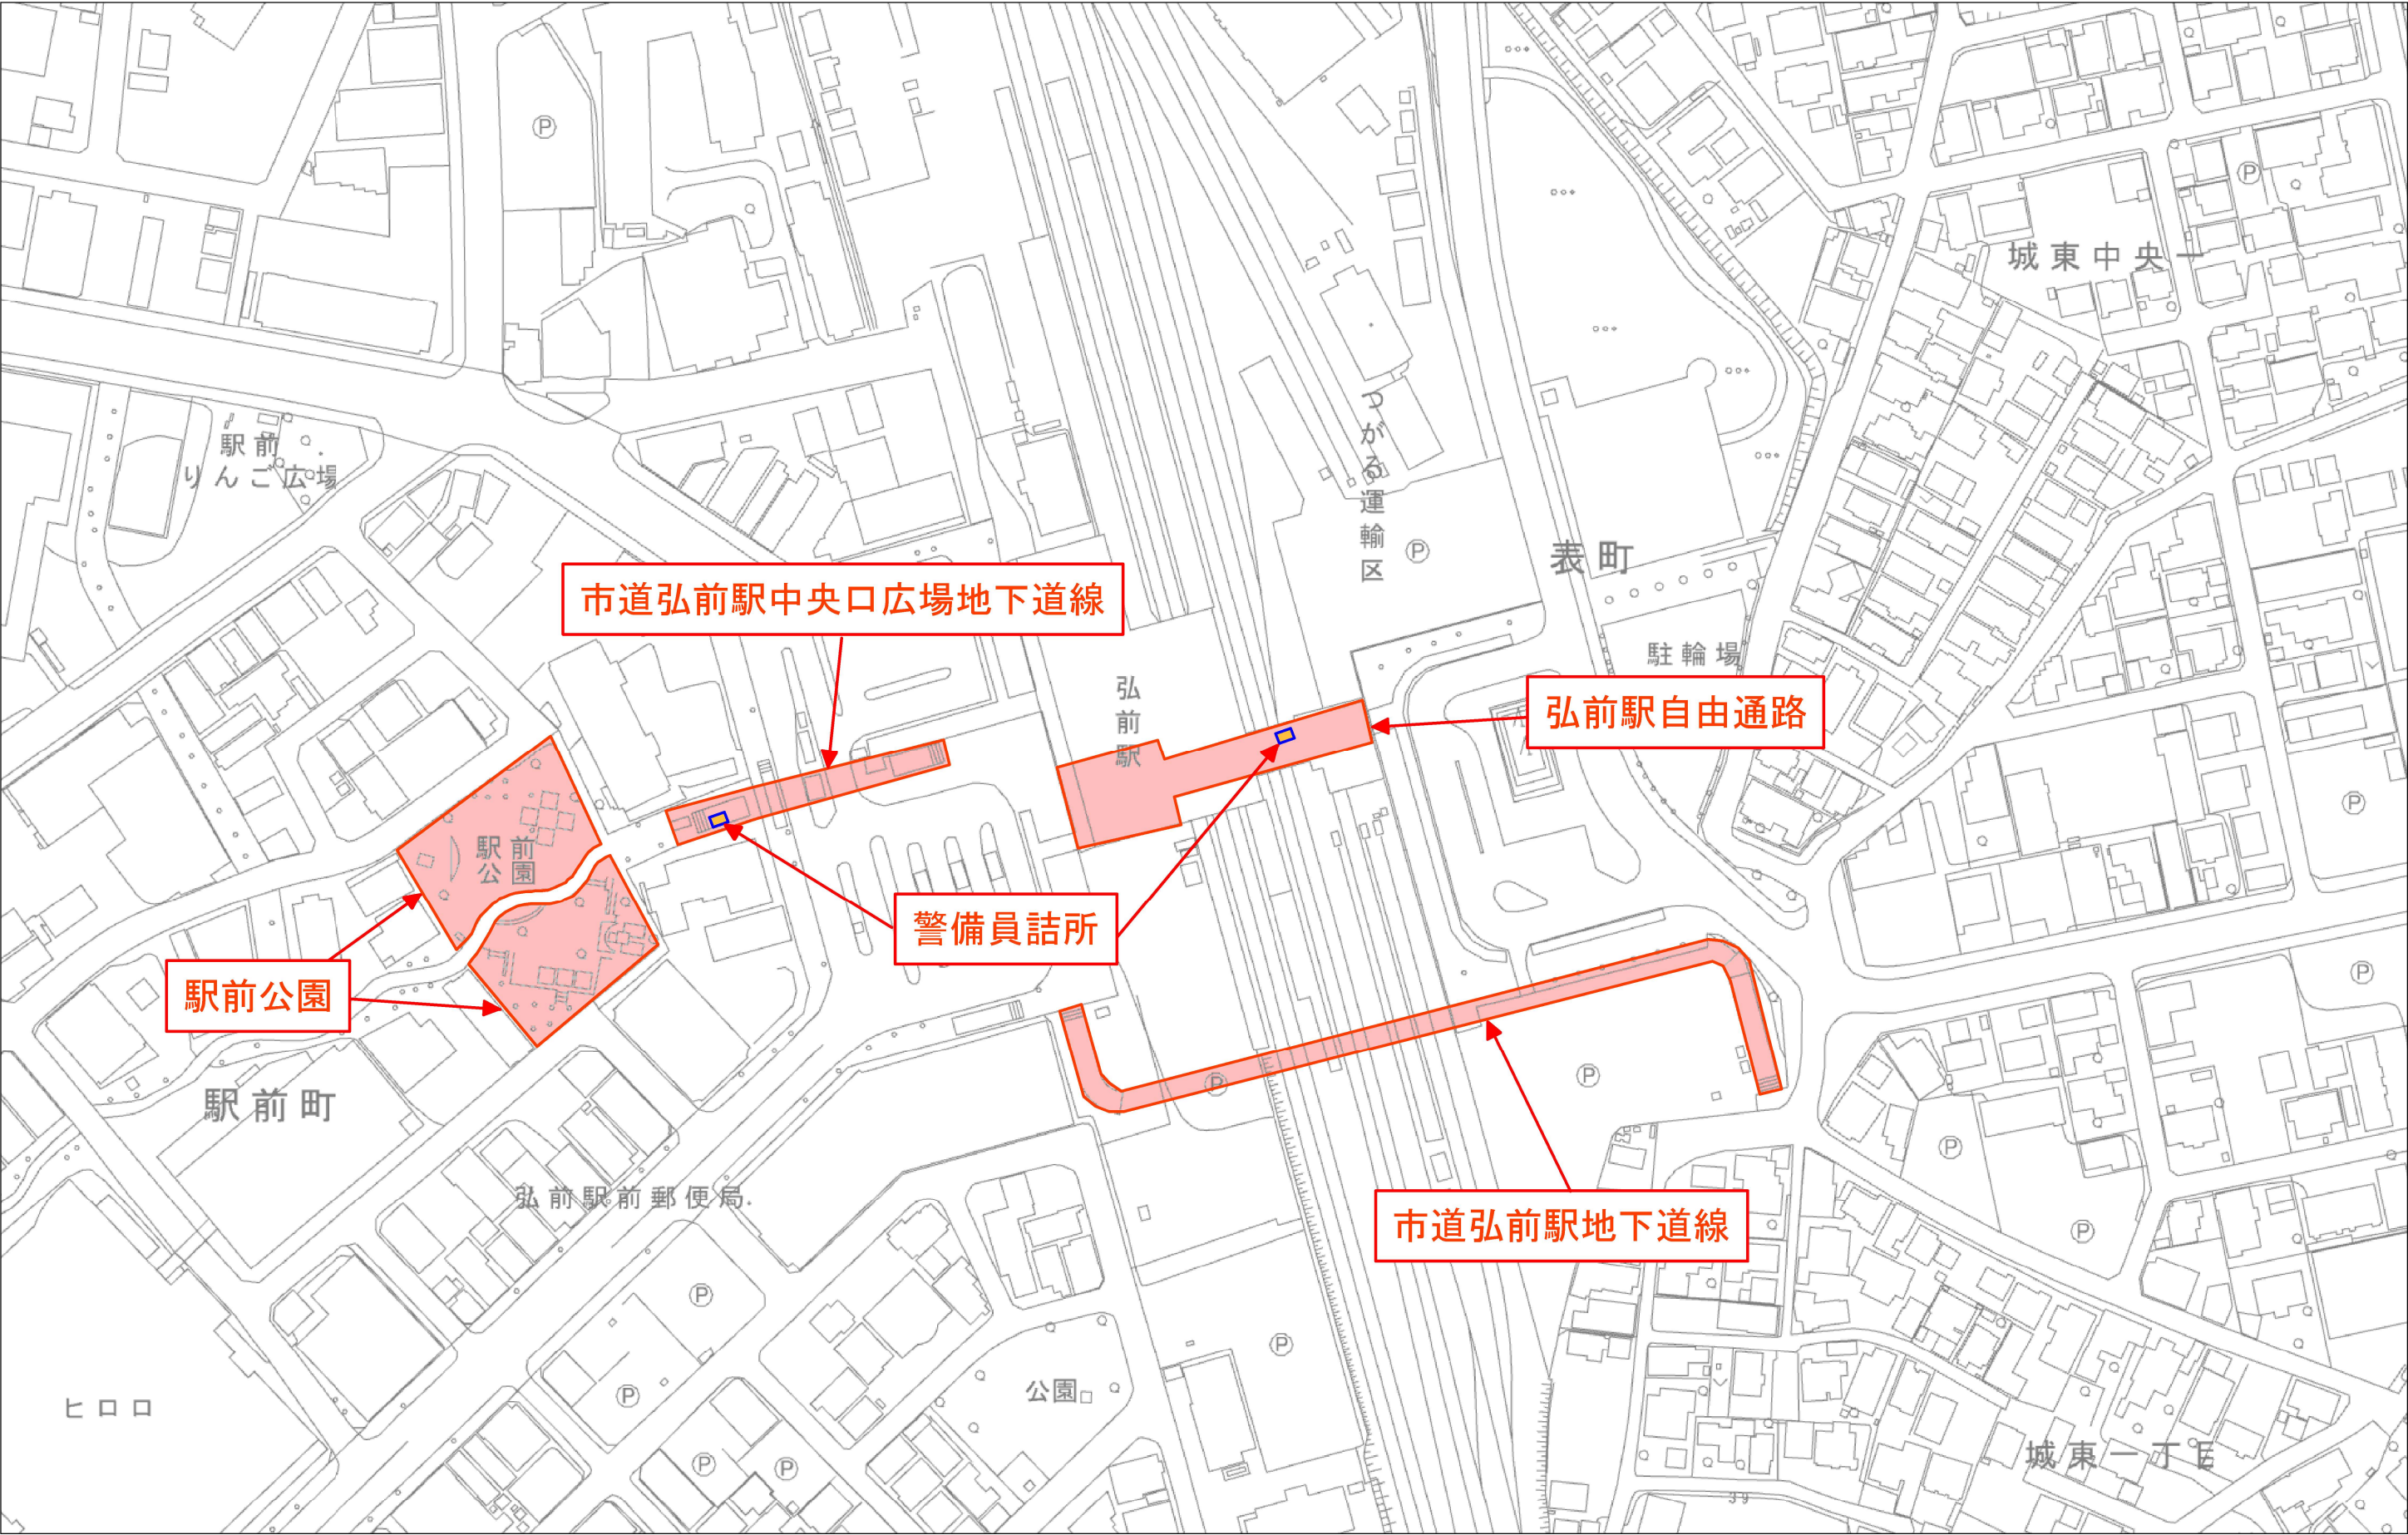 Ⓟ
Ⓟ
城東中央一
駅前
りんご広場
つがる運輸区
Ⓟ
表町
市道弘前駅中央口広場地下道線
駐輪場
弘前駅
弘前駅自由通路
Ⓟ
駅前
公園
警備員詰所
Ⓟ
駅前公園
Ⓟ
Ⓟ
駅前町
Ⓟ
弘前駅前郵便局
市道弘前駅地下道線
Ⓟ
Ⓟ
Ⓟ
Ⓟ
公園
ヒロロ
Ⓟ
Ⓟ
城東一丁目
39